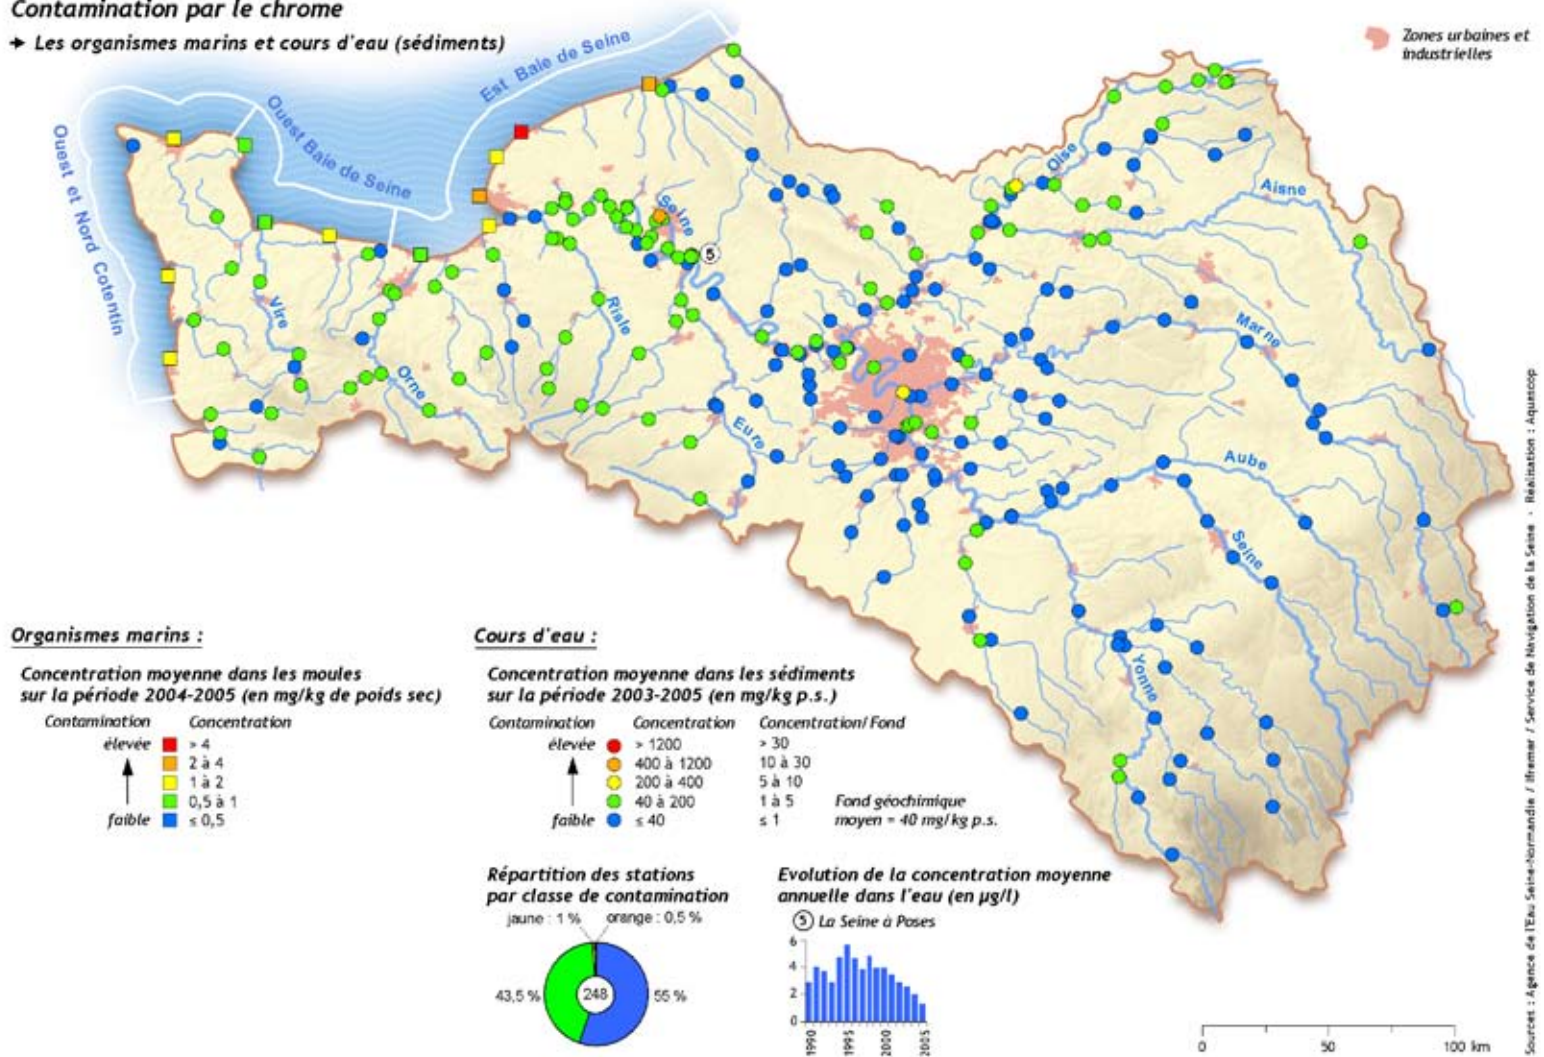 Contamination par le chrome
➔ Les organismes marins et cours d'eau (sédiments)
Zones urbaines et
industrielles
Est Baie de Seine
Ouest Baie de Seine
Ouest et Nord Cotentin
Oise
Aisne
Seine
5
Vire
Risle
Marne
Orne
Eure
Aube
Seine
Yonne
Organismes marins :
Concentration moyenne dans les moules
sur la période 2004-2005 (en mg/kg de poids sec)
Contamination Concentration
élevée > 4
2 à 4
1 à 2
0,5 à 1
faible ≤ 0,5
Cours d'eau :
Concentration moyenne dans les sédiments
sur la période 2003-2005 (en mg/kg p.s.)
Contamination Concentration Concentration/Fond
élevée > 1200 > 30
400 à 1200 10 à 30
200 à 400 5 à 10
40 à 200 1 à 5 Fond géochimique
faible ≤ 40 ≤ 1 moyen = 40 mg/kg p.s.
Répartition des stations
par classe de contamination
jaune : 1 % orange : 0,5 %
43,5 % 248 55 %
Evolution de la concentration moyenne
annuelle dans l'eau (en µg/l)
5 La Seine à Poses
6
4
2
0
1990 1995 2000 2005
0 50 100 km
Sources : Agence de l'Eau Seine-Normandie / Ifremer / Service de Navigation de la Seine - Réalisation : Aquascop